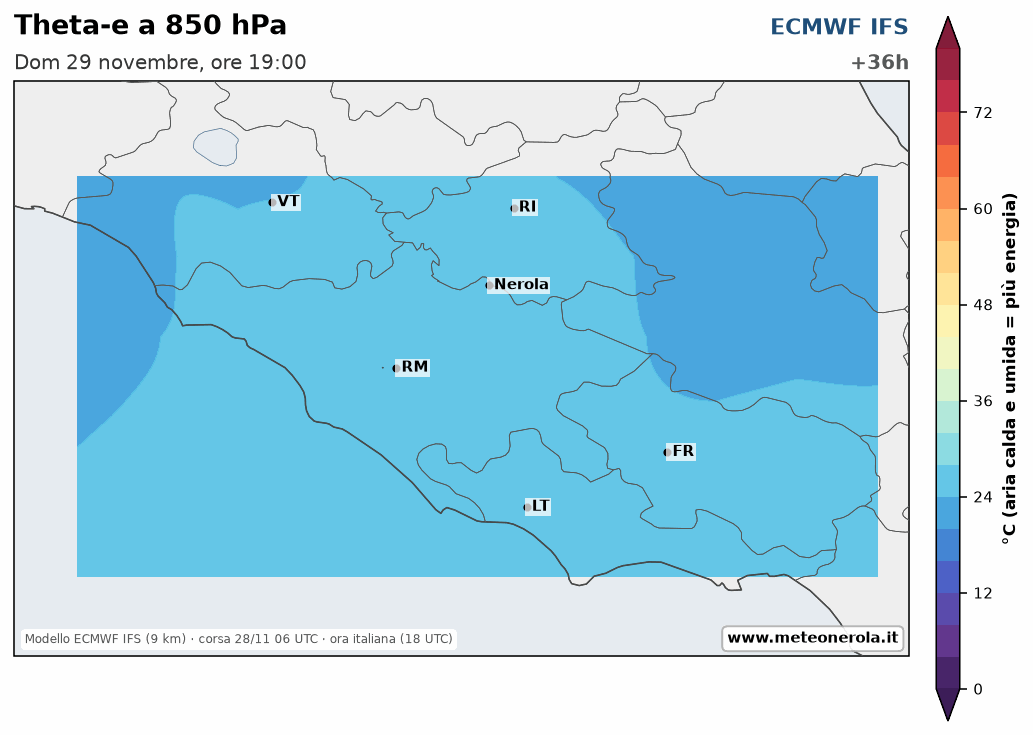 Theta-e a 850 hPa
ECMWF IFS
Dom 29 novembre, ore 19:00
+36h
VT
RI
Nerola
RM
FR
LT
72
60
48
36
24
12
0
°C (aria calda e umida = più energia)
Modello ECMWF IFS (9 km) · corsa 28/11 06 UTC · ora italiana (18 UTC)
www.meteonerola.it